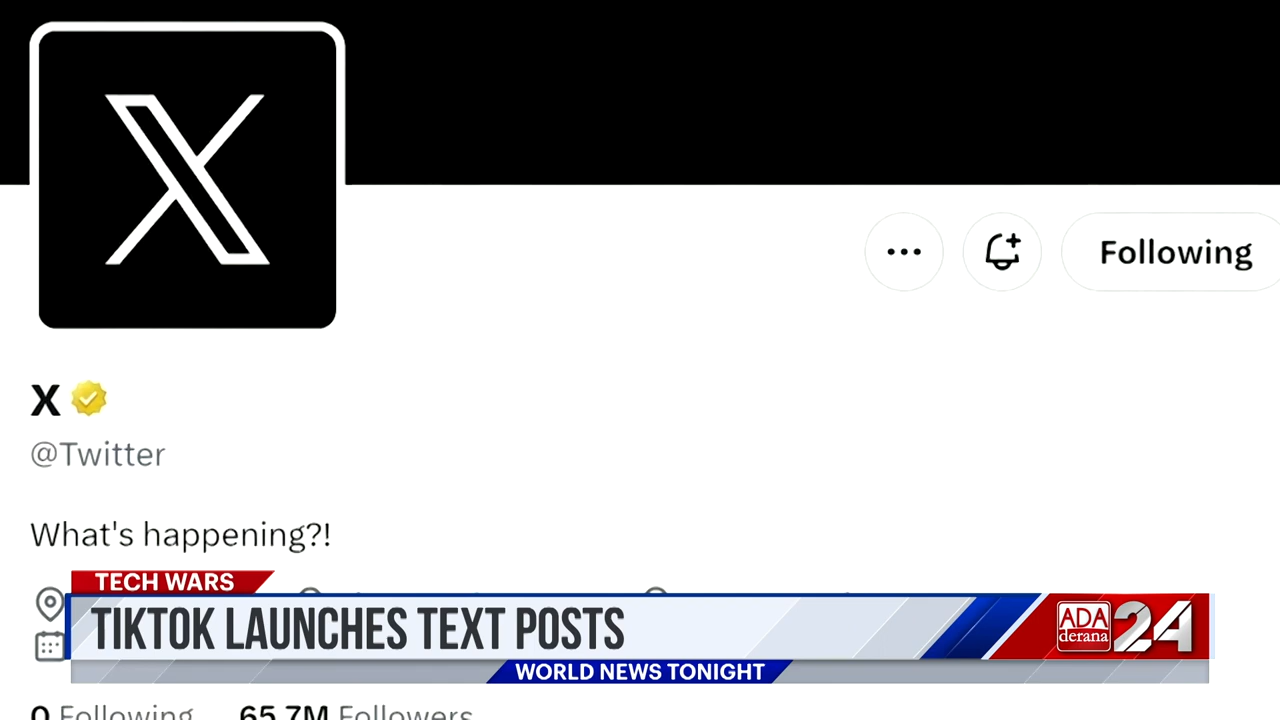 X
Following
X
@Twitter
What's happening?!
TECH WARS
TIKTOK LAUNCHES TEXT POSTS
ADA
derana
24
WORLD NEWS TONIGHT
0 Following 65.7M Followers